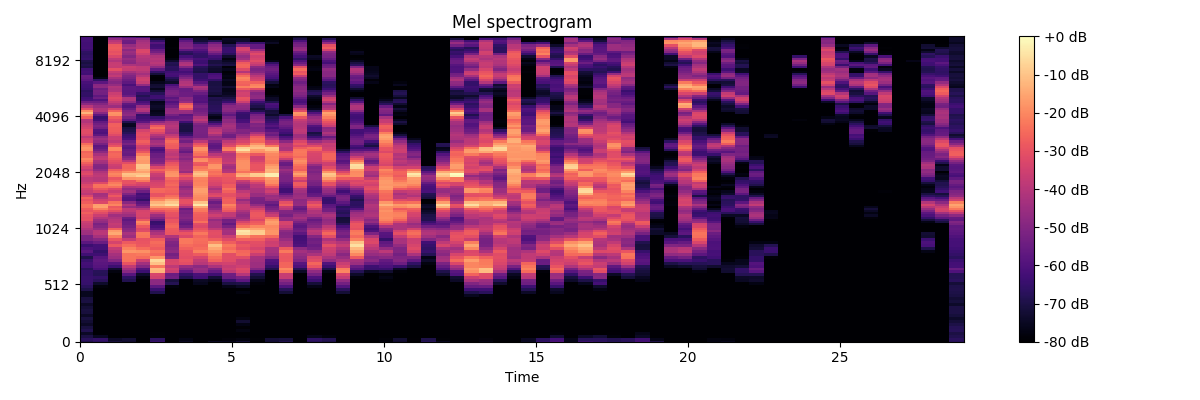 Mel spectrogram
+0 dB
8192
-10 dB
4096
-20 dB
-30 dB
Hz
2048
-40 dB
1024
-50 dB
-60 dB
512
-70 dB
0
-80 dB
0 5 10 15 20 25
Time